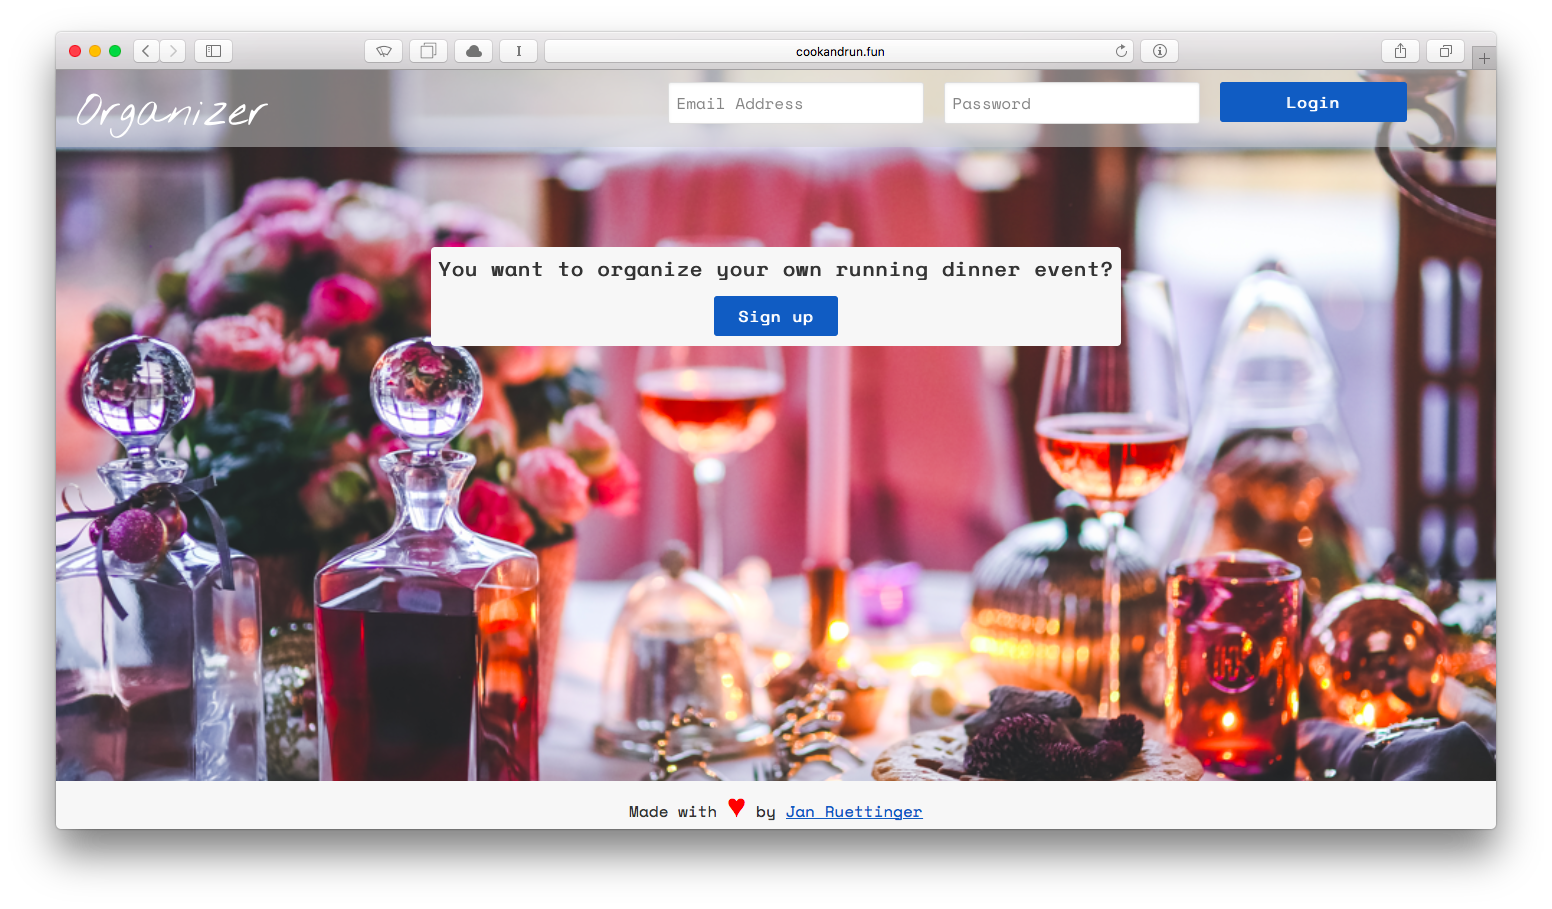 cookandrun.fun
Organizer
Email Address
Password
Login
You want to organize your own running dinner event?
Sign up
Made with ♥ by Jan Ruettinger